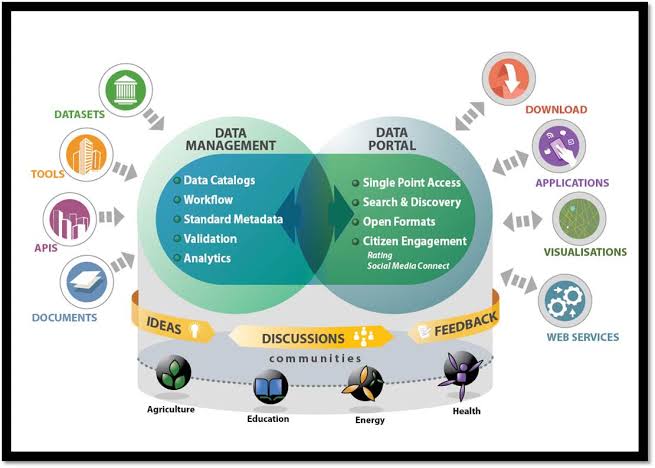 DATASETS
TOOLS
APIS
DOCUMENTS
DATA
MANAGEMENT
Data Catalogs
Workflow
Standard Metadata
Validation
Analytics
DATA
PORTAL
Single Point Access
Search & Discovery
Open Formats
Citizen Engagement
Rating
Social Media Connect
DOWNLOAD
APPLICATIONS
VISUALISATIONS
WEB SERVICES
IDEAS
DISCUSSIONS
FEEDBACK
communities
Agriculture
Education
Energy
Health